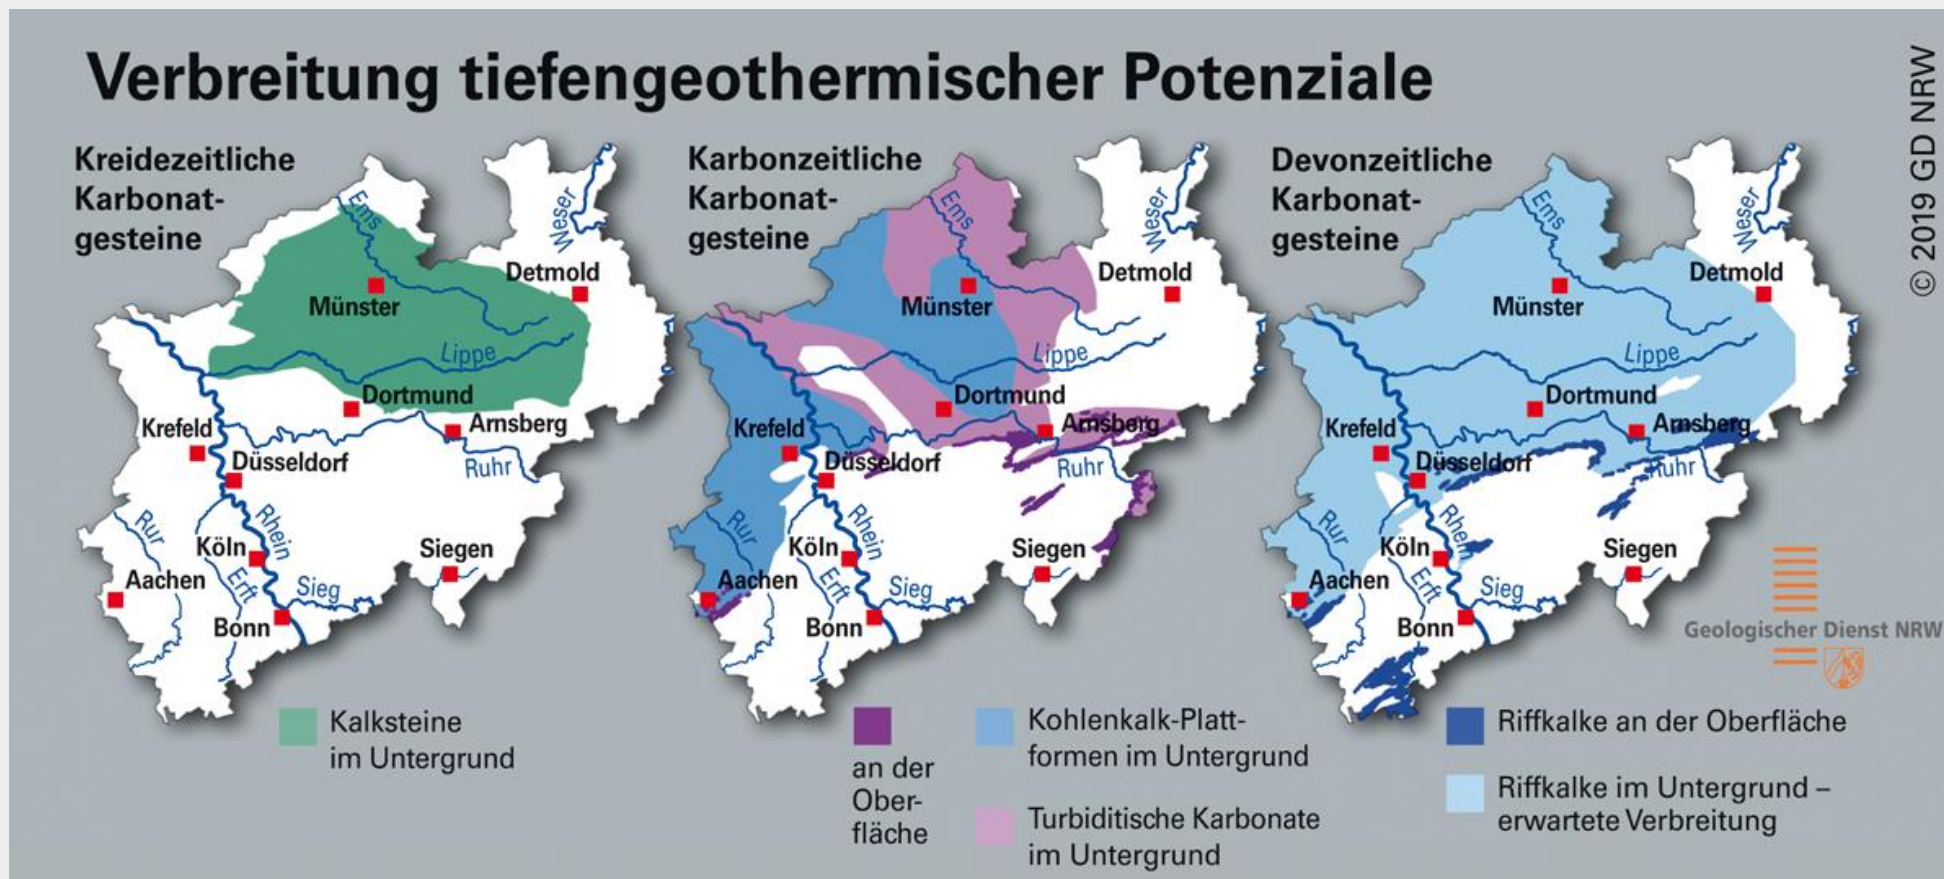 Verbreitung tiefengeothermischer Potenziale
© 2019 GD NRW
Kreidezeitliche
Karbonat-
gesteine
Ems
Weser
Detmold
Münster
Lippe
Dortmund
Krefeld
Arnsberg
Düsseldorf
Ruhr
Rur
Rhein
Köln
Siegen
Aachen
Erft
Sieg
Bonn
Kalksteine
im Untergrund
Karbonzeitliche
Karbonat-
gesteine
Ems
Weser
Detmold
Münster
Lippe
Dortmund
Krefeld
Arnsberg
Düsseldorf
Ruhr
Rur
Rhein
Köln
Siegen
Aachen
Erft
Sieg
Bonn
an der
Ober-
fläche
Kohlenkalk-Platt-
formen im Untergrund
Turbiditische Karbonate
im Untergrund
Devonzeitliche
Karbonat-
gesteine
Ems
Weser
Detmold
Münster
Lippe
Dortmund
Krefeld
Arnsberg
Düsseldorf
Ruhr
Rur
Rhein
Köln
Siegen
Aachen
Erft
Sieg
Bonn
Geologischer Dienst NRW
Riffkalke an der Oberfläche
Riffkalke im Untergrund –
erwartete Verbreitung